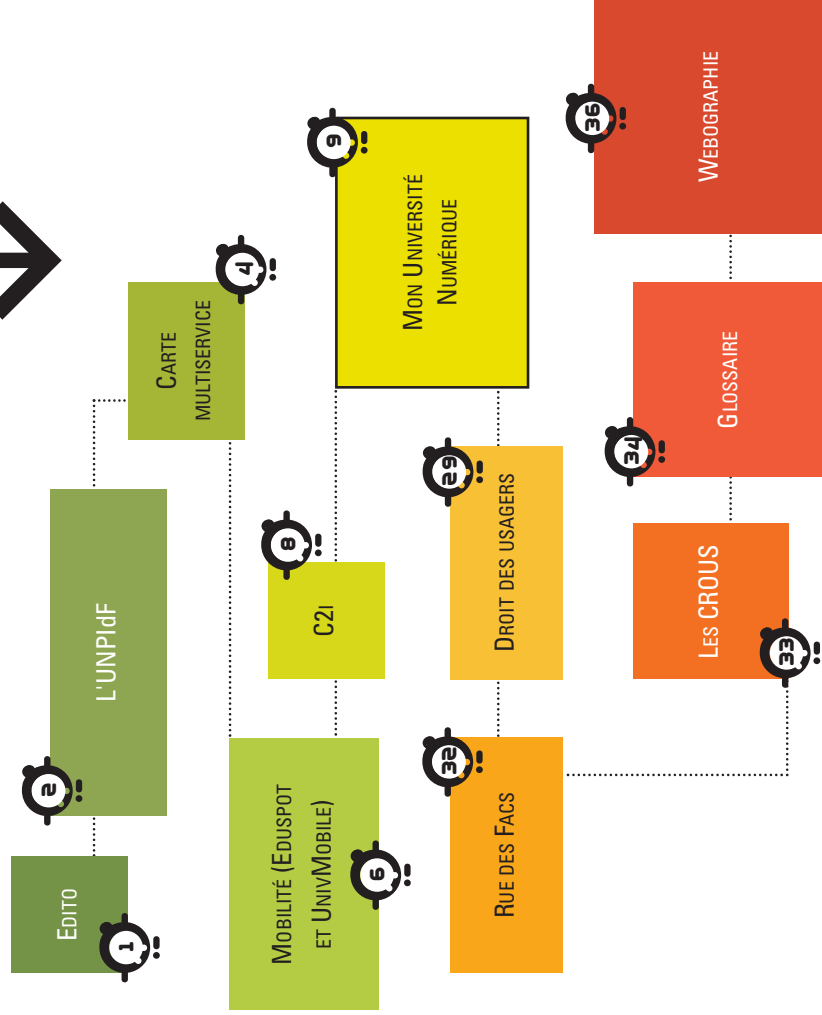 Edito
1
L'UNPIdF
2
Carte
multiservice
4
Mobilité (Eduspot
et UnivMobile)
6
C2i
8
Mon Université
Numérique
9
Droit des usagers
29
Rue des Facs
32
Les CROUS
33
Glossaire
34
Webographie
36